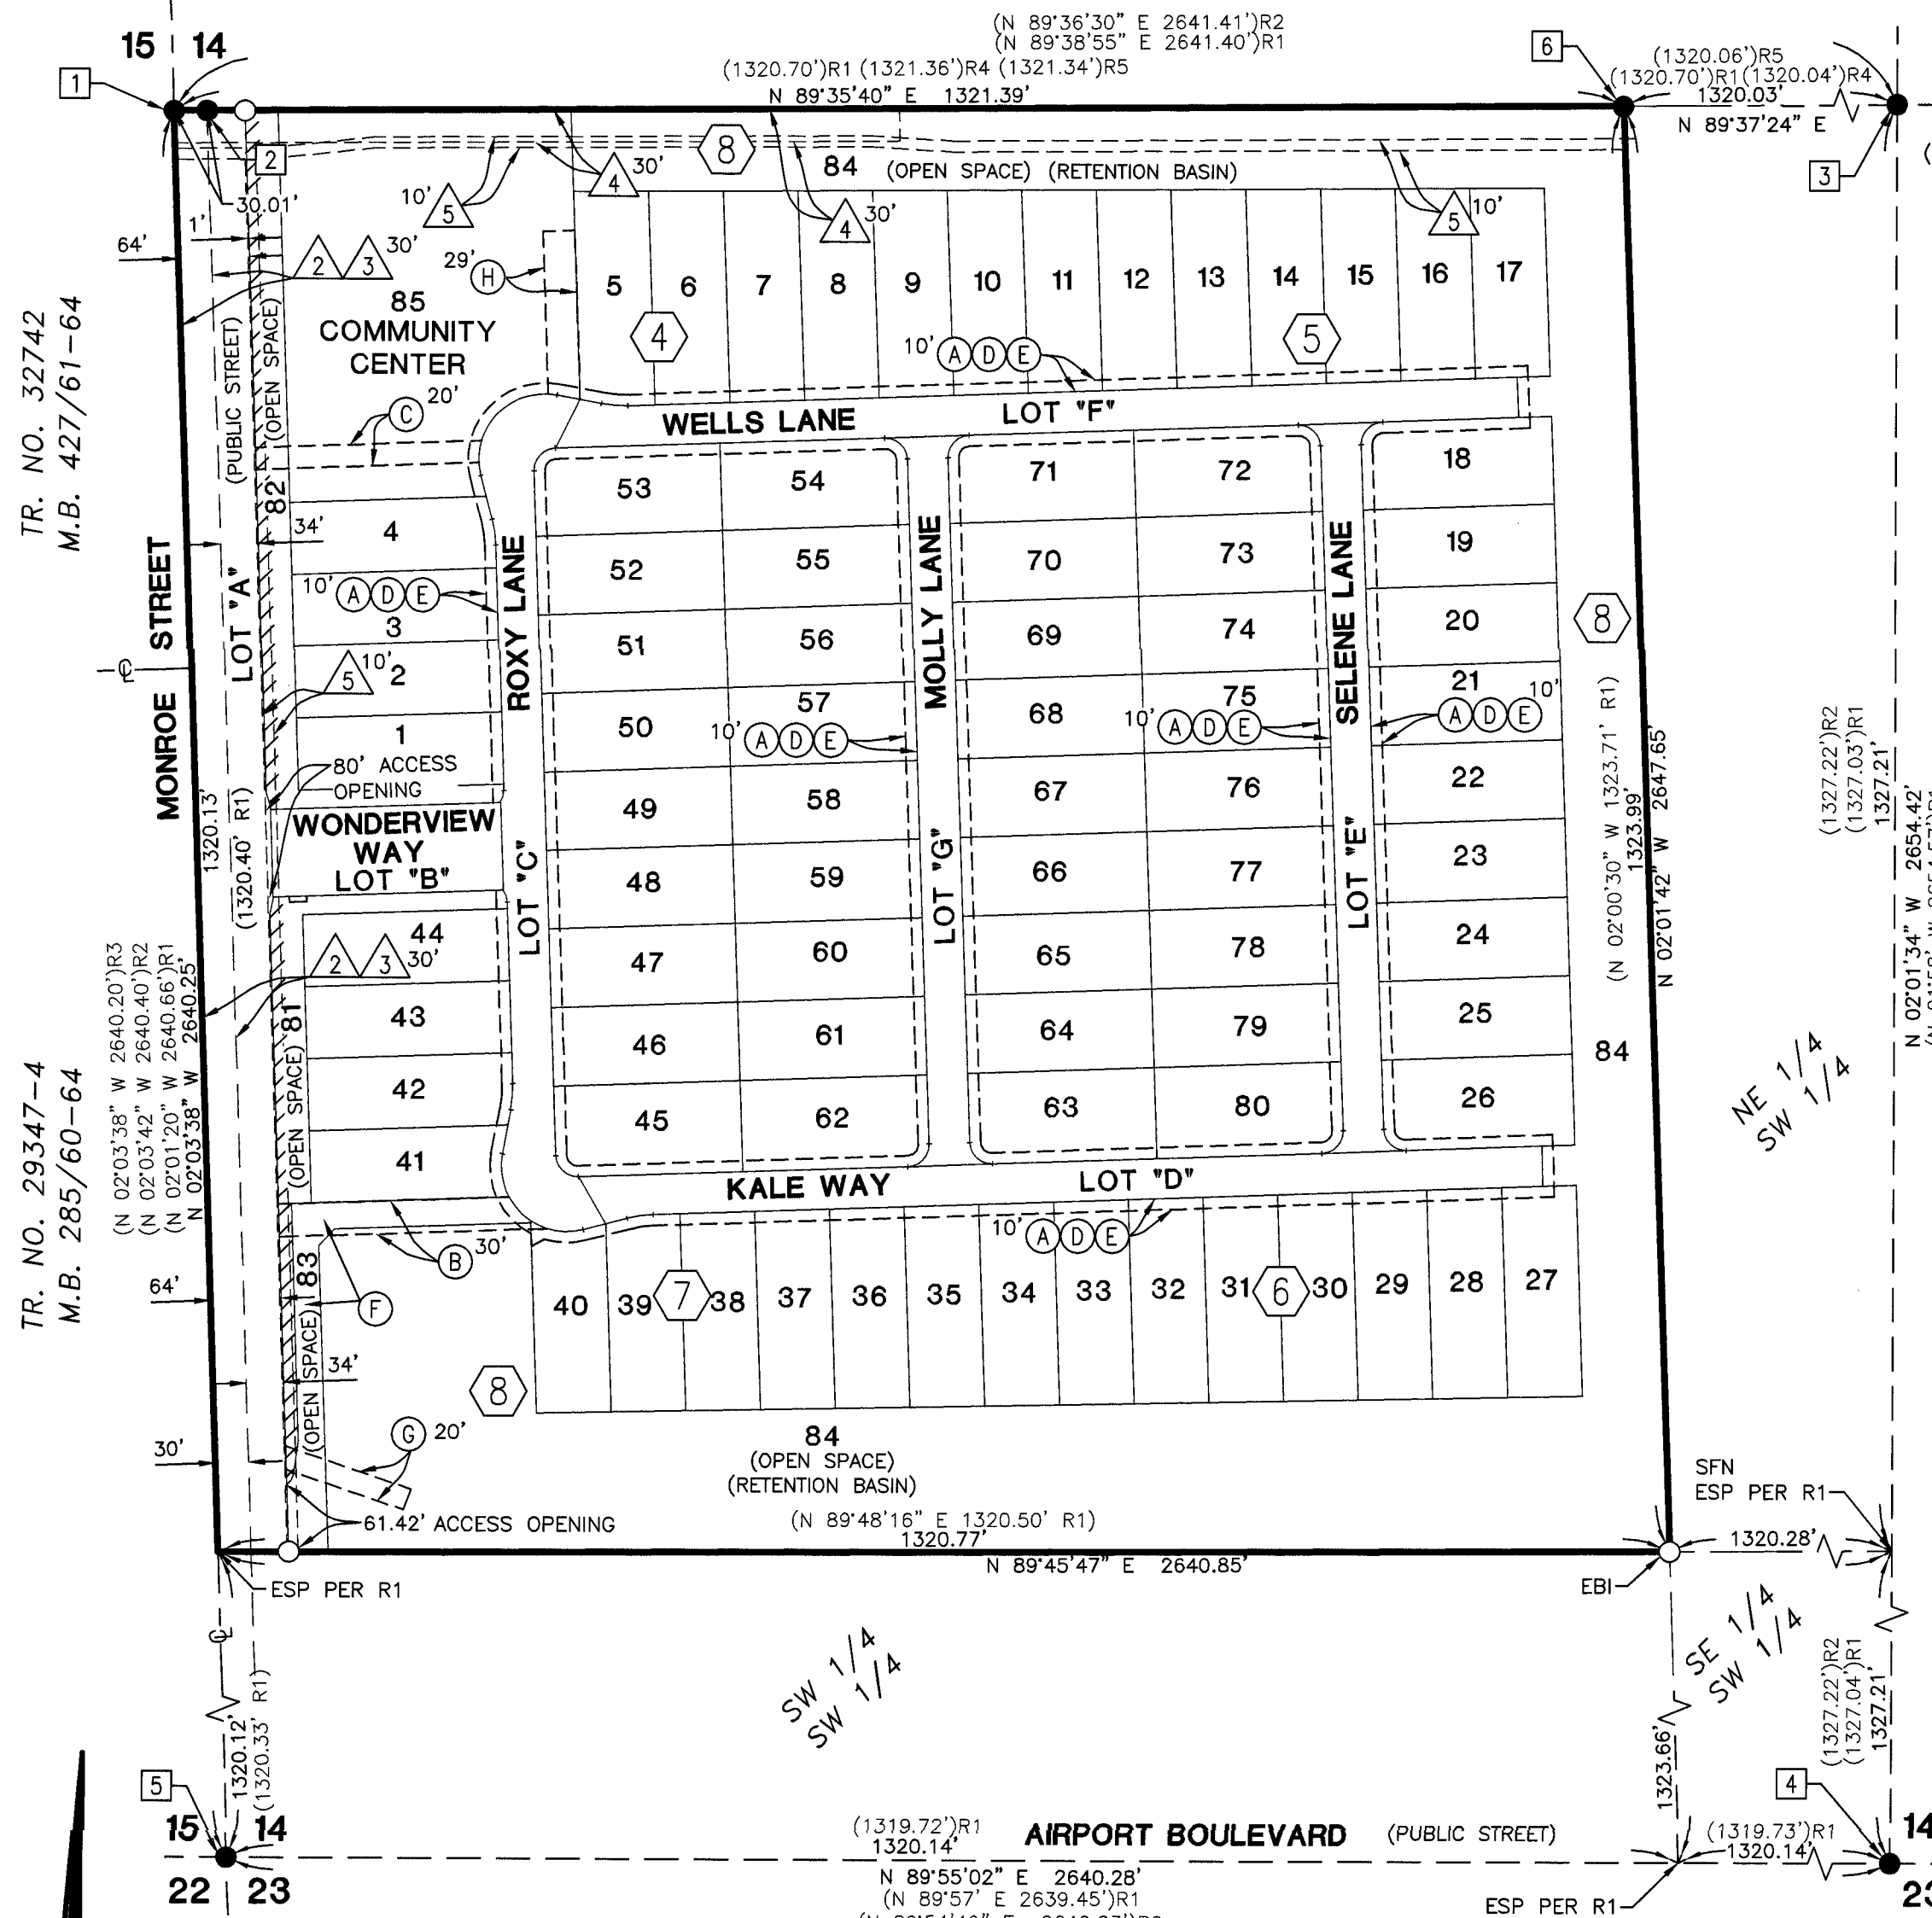 (N 89°36'30" E 2641.41')R2
(N 89°38'55" E 2641.40')R1
15 14
1
6
(1320.70')R1 (1321.36')R4 (1321.34')R5
N 89°35'40" E 1321.39'
(1320.06')R5
(1320.70')R1(1320.04')R4
1320.03'
N 89°37'24" E
3
2
8
84 (OPEN SPACE) (RETENTION BASIN)
4 30'
10' 5
4 30'
5 10'
30.01'
1'
64'
2 3 30'
29' H
85
COMMUNITY
CENTER
(PUBLIC STREET)
(OPEN SPACE)
5 6 7 8 9 10 11 12 13 14 15 16 17
4
5
10' A D E
C 20'
TR. NO. 32742
M.B. 427/61-64
WELLS LANE LOT "F"
82
34'
4
10' A D E
3
5 10' 2
1
80' ACCESS
OPENING
WONDERVIEW
WAY
LOT "B"
MONROE STREET
℄
LOT "A"
1320.13'
(1320.40' R1)
ROXY LANE
LOT "C"
53 54 71 72 18
52 55 70 73 19
51 56 69 74 20
50 57 68 75 21
10' A D E
10' A D E
A D E 10'
49 58 67 76 22
48 59 66 77 23
47 60 65 78 24
46 61 64 79 25
45 62 63 80 26
MOLLY LANE
LOT "G"
SELENE LANE
LOT "E"
8
(N 02°00'30" W 1323.71' R1)
1323.99'
N 02°01'42" W 2647.65'
84
(1327.22')R2
(1327.03')R1
1327.21'
N 02°01'34" W 2654.42'
NE 1/4
SW 1/4
44
2 3 30'
43
42
41
81
(OPEN SPACE)
(N 02°03'38" W 2640.20')R3
(N 02°03'42" W 2640.40')R2
(N 02°01'20" W 2640.66')R1
N 02°03'38" W 2640.25'
TR. NO. 29347-4
M.B. 285/60-64
KALE WAY LOT "D"
10' A D E
B 30'
83
(OPEN SPACE)
F
64'
34'
30'
40 39 7 38 37 36 35 34 33 32 31 6 30 29 28 27
8
G 20'
84
(OPEN SPACE)
(RETENTION BASIN)
61.42' ACCESS OPENING
(N 89°48'16" E 1320.50' R1)
1320.77'
N 89°45'47" E 2640.85'
SFN
ESP PER R1
1320.28'
ESP PER R1
EBI
℄
SW 1/4
SW 1/4
SE 1/4
SW 1/4
1320.12'
(1320.33' R1)
1323.66'
(1327.22')R2
(1327.04')R1
1327.21'
5
4
15 14
22 23
(1319.72')R1
1320.14'
AIRPORT BOULEVARD (PUBLIC STREET)
(1319.73')R1
1320.14'
14
N 89°55'02" E 2640.28'
(N 89°57' E 2639.45')R1
ESP PER R1